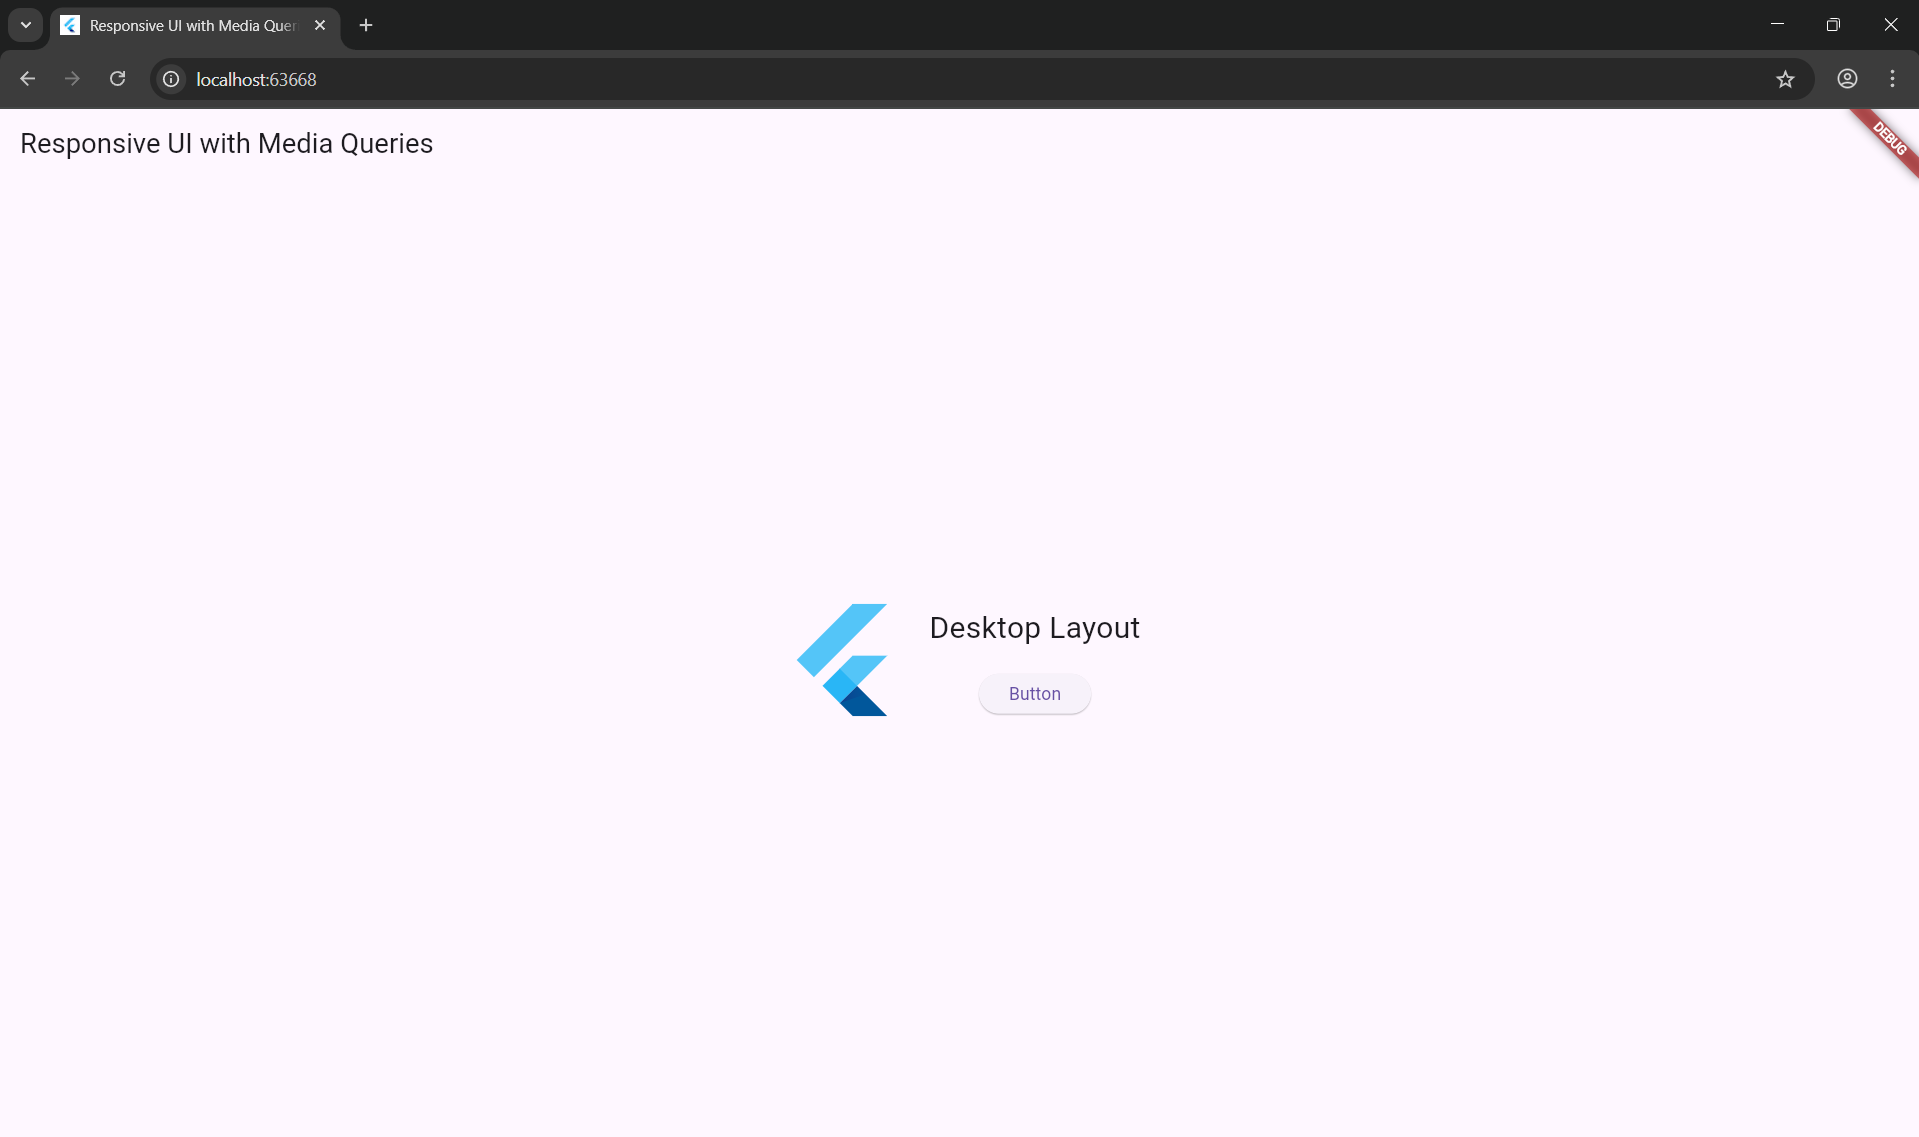 Responsive UI with Media Quer
localhost:63668
Responsive UI with Media Queries
DEBUG
Desktop Layout
Button